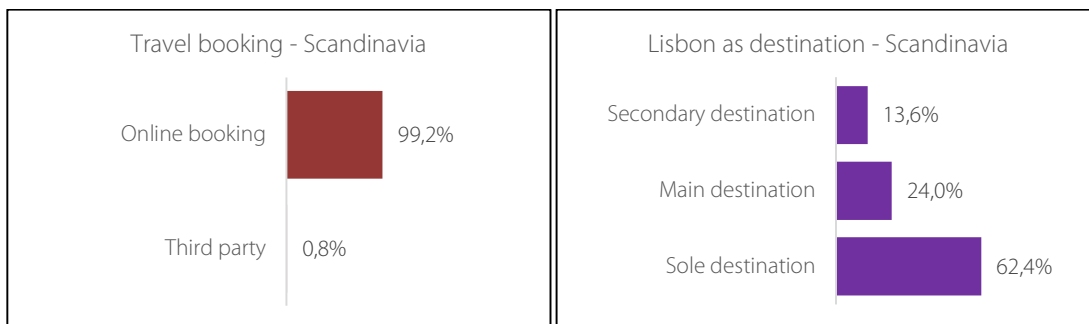 Travel booking - Scandinavia
Online booking
99,2%
Third party
0,8%
Lisbon as destination - Scandinavia
Secondary destination
13,6%
Main destination
24,0%
Sole destination
62,4%